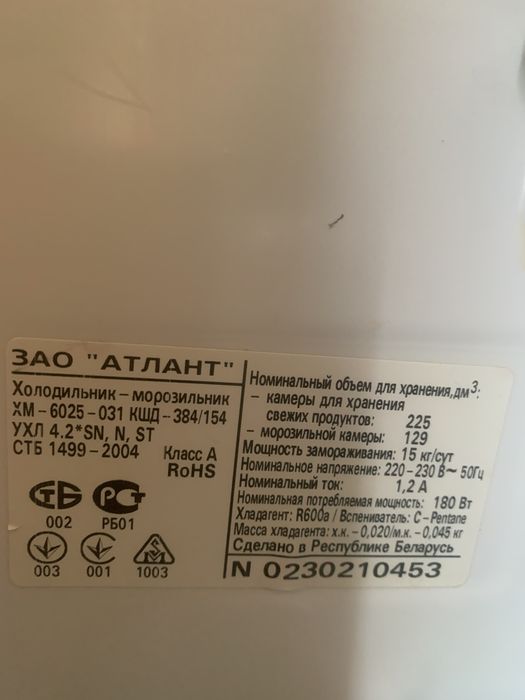 ЗАО "АТЛАНТ"
Холодильник – морозильник
ХМ – 6025 – 031 КШД – 384/154
УХЛ 4.2*SN, N, ST
СТБ 1499 – 2004 Класс А
RoHS
СТБ РСТ
002 РБ01
003 001 1003
Номинальный объем для хранения, дм³:
– камеры для хранения
свежих продуктов: 225
– морозильной камеры: 129
Мощность замораживания: 15 кг/сут
Номинальное напряжение: 220 – 230 В~ 50Гц
Номинальный ток: 1,2 А
Номинальная потребляемая мощность: 180 Вт
Хладагент: R600a / Вспениватель: C – Pentane
Масса хладагента: х.к. – 0,020/м.к. – 0,045 кг
Сделано в Республике Беларусь
N 0230210453